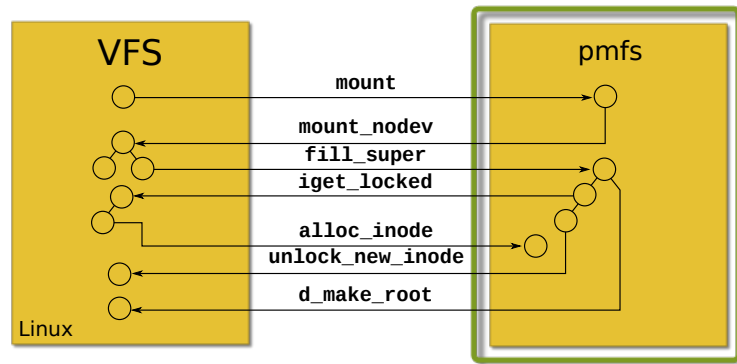 VFS
pmfs
mount
mount_nodev
fill_super
iget_locked
alloc_inode
unlock_new_inode
d_make_root
Linux